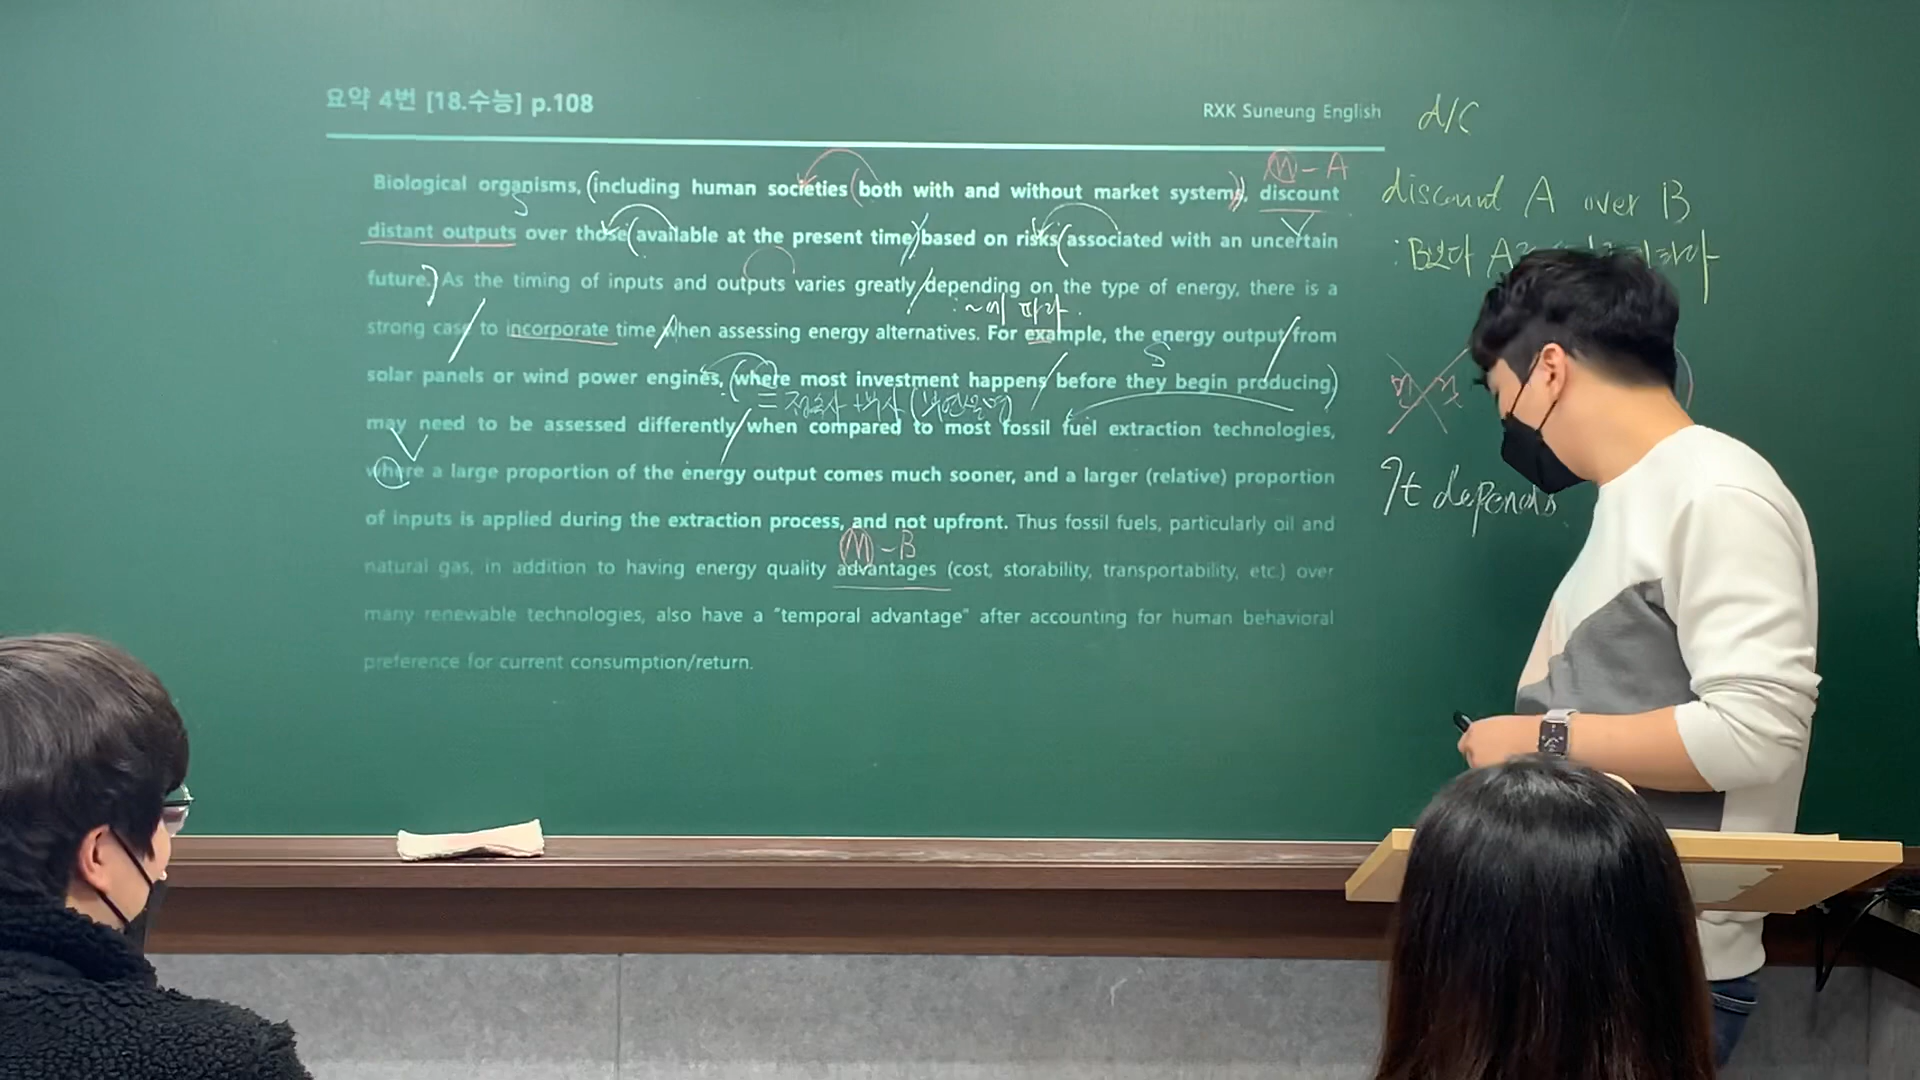 요약 4번 [18.수능] p.108
RXK Suneung English
Biological organisms, (including human societies (both with and without market systems), discount
distant outputs over those (available at the present time) based on risks (associated with an uncertain
future.) As the timing of inputs and outputs varies greatly depending on the type of energy, there is a
strong case to incorporate time when assessing energy alternatives. For example, the energy output from
solar panels or wind power engines, (where most investment happens before they begin producing)
may need to be assessed differently when compared to most fossil fuel extraction technologies,
where a large proportion of the energy output comes much sooner, and a larger (relative) proportion
of inputs is applied during the extraction process, and not upfront. Thus fossil fuels, particularly oil and
natural gas, in addition to having energy quality advantages (cost, storability, transportability, etc.) over
many renewable technologies, also have a "temporal advantage" after accounting for human behavioral
preference for current consumption/return.
M - A
S
: ~에 따라.
S
M - B
A/C
discount A over B
: B보다 A
It depends